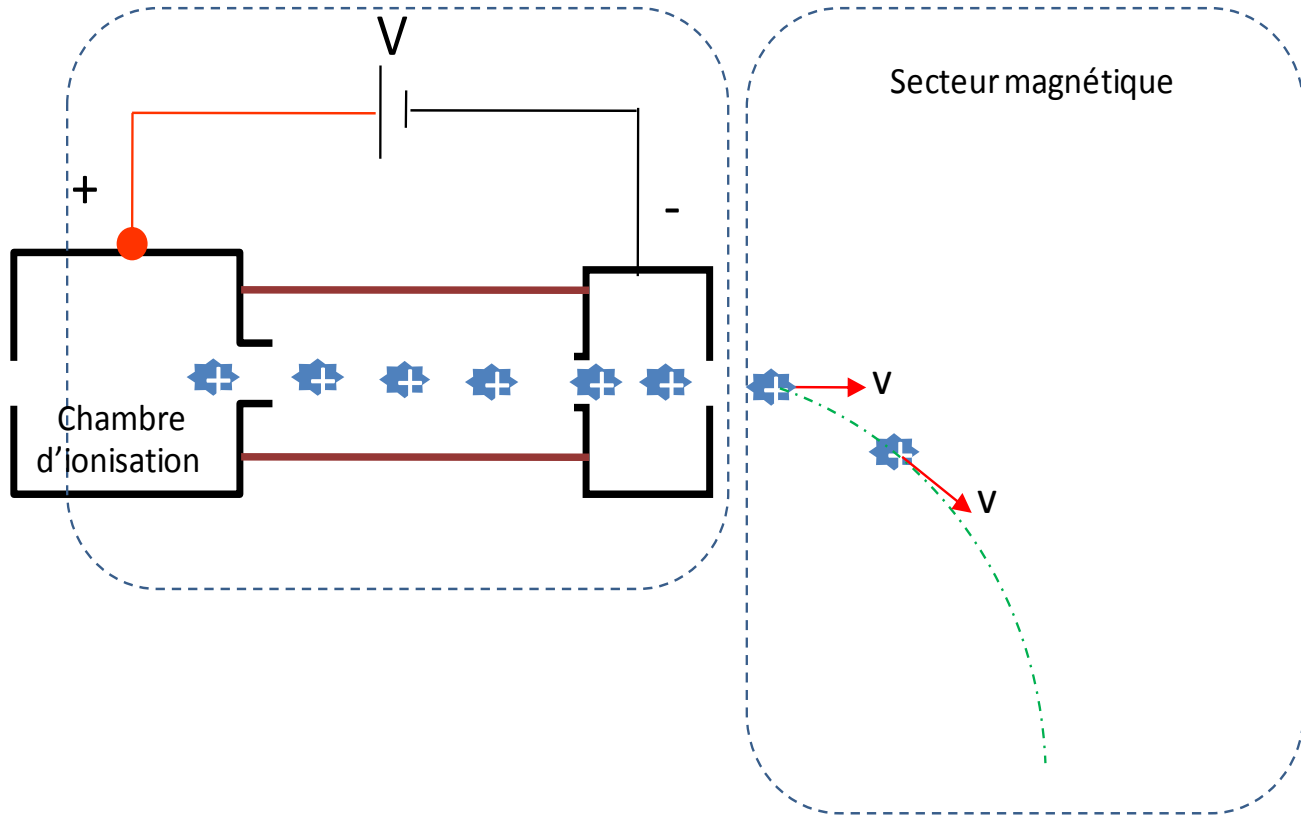 V
Secteur magnétique
+
-
Chambre
d'ionisation
+
+
+
+
+
+
+
V
+
V